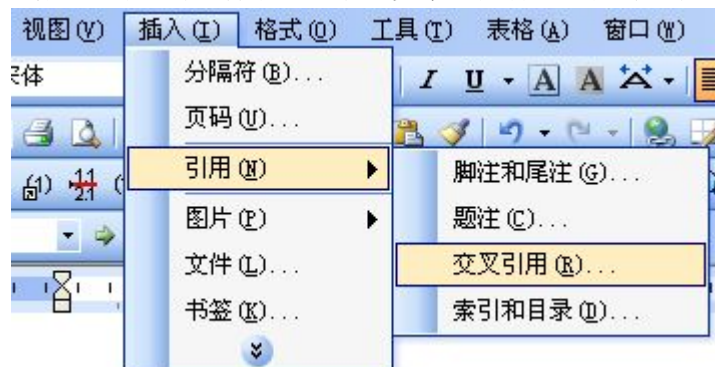 视图(V) 插入(I) 格式(O) 工具(T) 表格(A) 窗口(W)
体
分隔符(B)...
I U A A
页码(U)...
引用(N)
脚注和尾注(G)...
图片(P)
题注(C)...
文件(L)...
交叉引用(R)...
书签(K)...
索引和目录(D)...